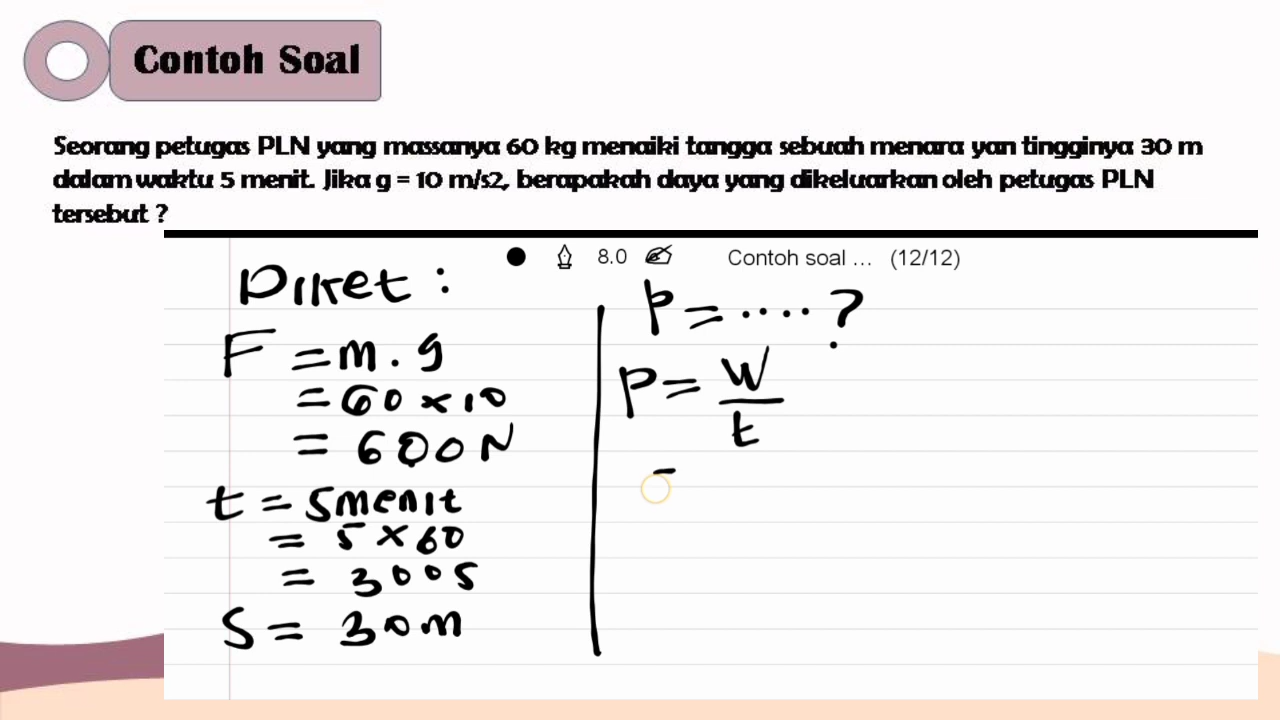 Contoh Soal
Seorang petugas PLN yang massanya 60 kg menaiki tangga sebuah menara yan tingginya 30 m
dalam waktu 5 menit. Jika g = 10 m/s2, berapakah daya yang dikeluarkan oleh petugas PLN
tersebut ?
8.0 Contoh soal ... (12/12)
Diket :
F = m . g
= 60 x 10
= 600 N
t = 5 menit
= 5 x 60
= 300 s
S = 30 m
P = .... ?
P = W
t
=